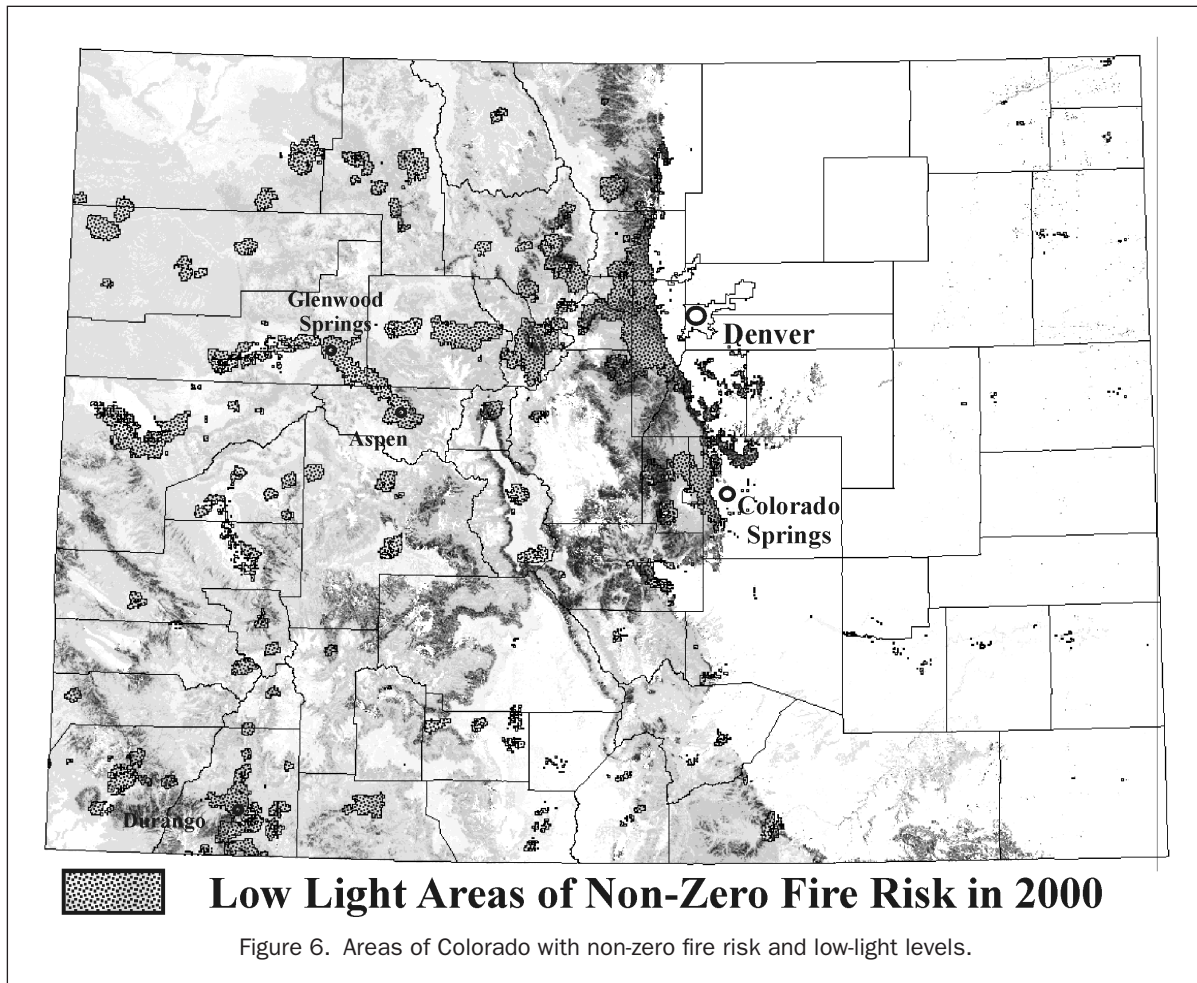 Glenwood
Springs
Denver
Aspen
Colorado
Springs
Durango
Low Light Areas of Non-Zero Fire Risk in 2000
Figure 6. Areas of Colorado with non-zero fire risk and low-light levels.